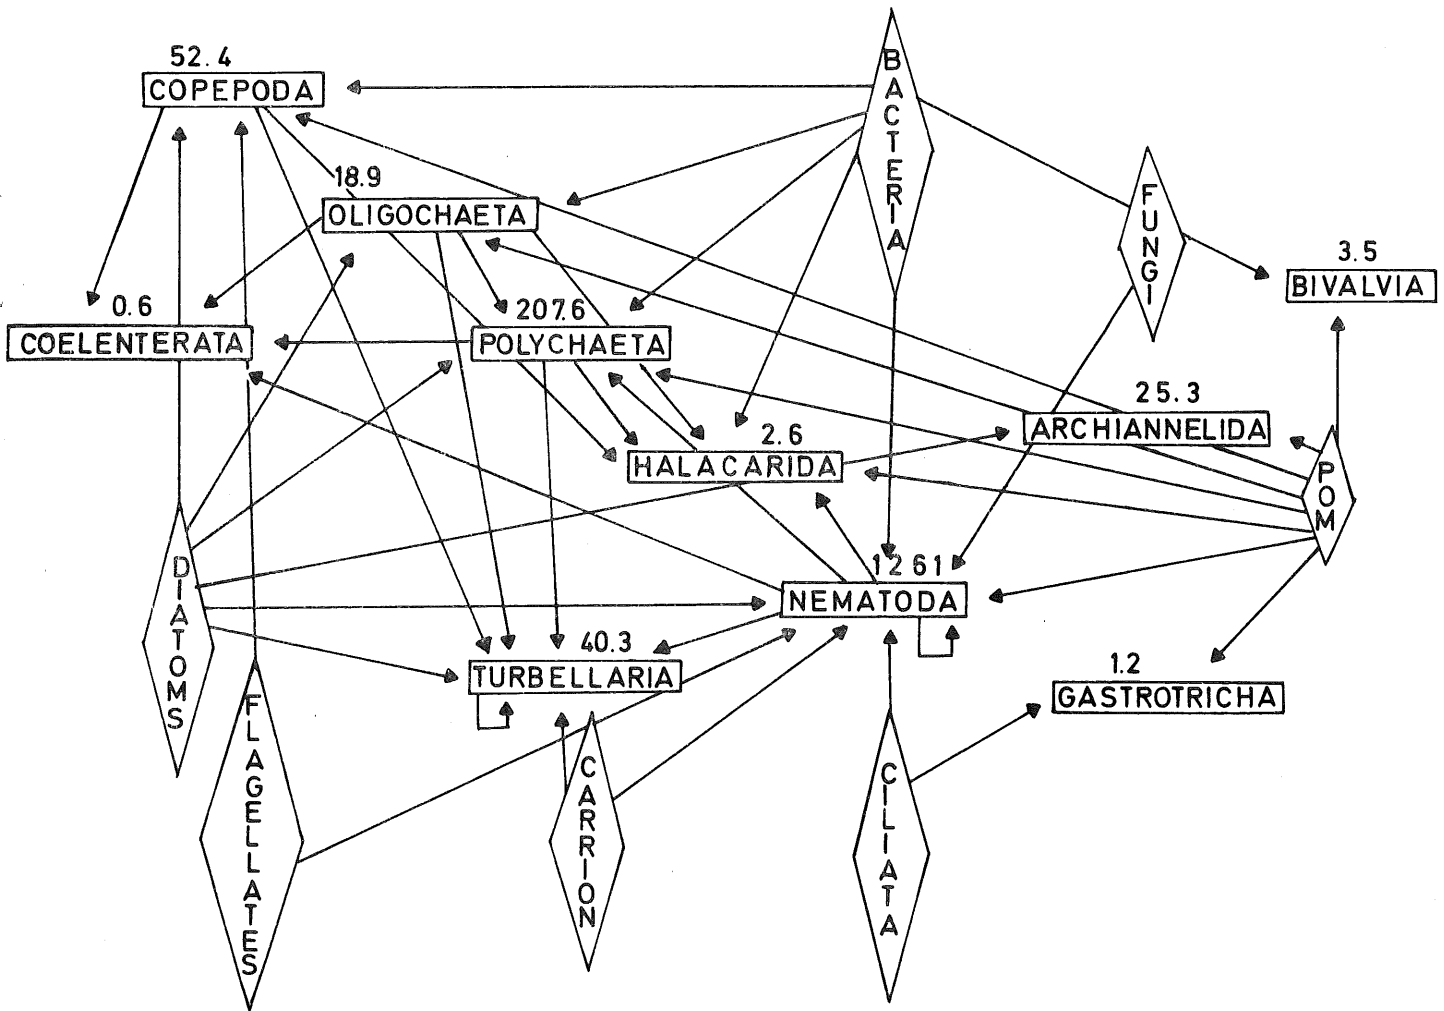 52.4
COPEPODA
BACTERIA
18.9
OLIGOCHAETA
FUNGI
3.5
BIVALVIA
0.6
COELENTERATA
207.6
POLYCHAETA
25.3
ARCHIANNELIDA
2.6
HALACARIDA
POM
1261
NEMATODA
DIATOMS
40.3
TURBELLARIA
1.2
GASTROTRICHA
FLAGELLATES
CARRION
CILIATA